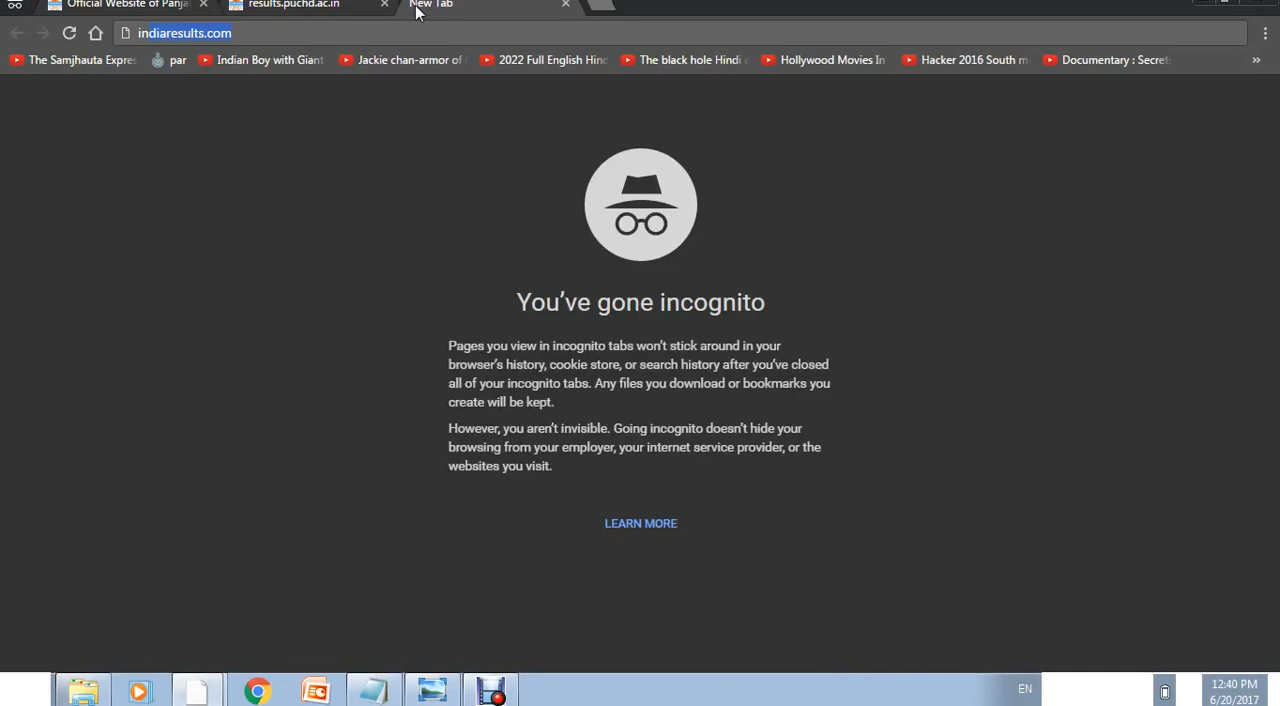 Official Website of Panja
results.puchd.ac.in
New Tab
indiaresults.com
The Samjhauta Expres
par
Indian Boy with Giant
Jackie chan-armor of
2022 Full English Hind
The black hole Hindi
Hollywood Movies In
Hacker 2016 South m
Documentary : Secret
»
You've gone incognito
Pages you view in incognito tabs won't stick around in your
browser's history, cookie store, or search history after you've closed
all of your incognito tabs. Any files you download or bookmarks you
create will be kept.
However, you aren't invisible. Going incognito doesn't hide your
browsing from your employer, your internet service provider, or the
websites you visit.
LEARN MORE
EN
12:40 PM
6/20/2017